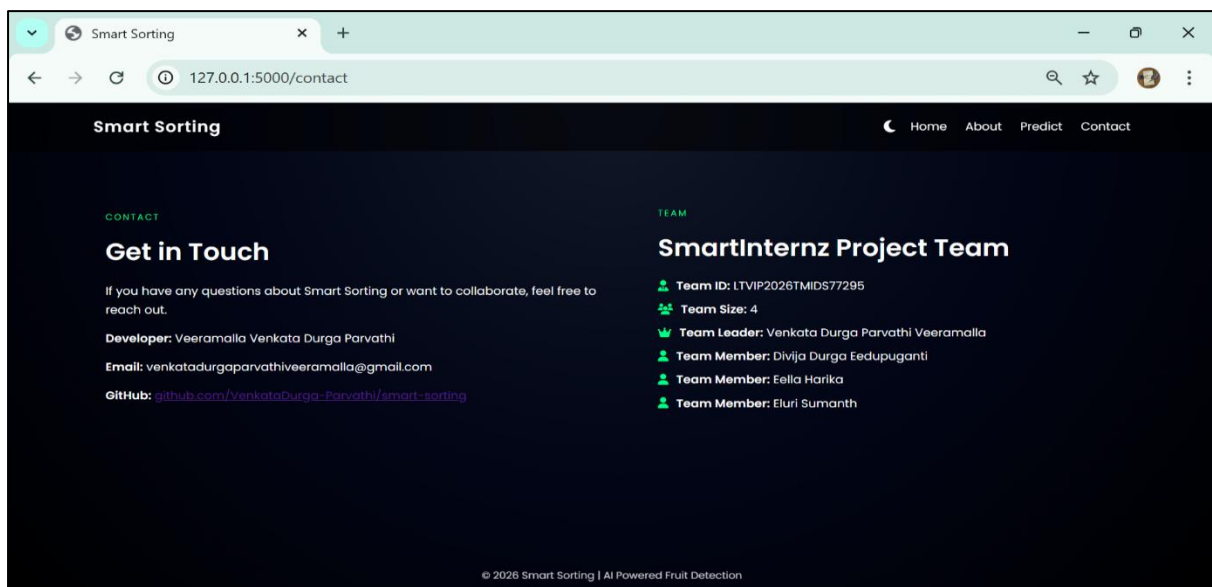 Smart Sorting
127.0.0.1:5000/contact
Smart Sorting
Home About Predict Contact
CONTACT
Get in Touch
If you have any questions about Smart Sorting or want to collaborate, feel free to
reach out.
Developer: Veeramalla Venkata Durga Parvathi
Email: venkatadurgaparvathiveeramalla@gmail.com
GitHub: github.com/VenkataDurga-Parvathi/smart-sorting
TEAM
SmartInternz Project Team
Team ID: LTVIP2026TMIDS77295
Team Size: 4
Team Leader: Venkata Durga Parvathi Veeramalla
Team Member: Divija Durga Eedupuganti
Team Member: Eella Harika
Team Member: Eluri Sumanth
© 2026 Smart Sorting | AI Powered Fruit Detection